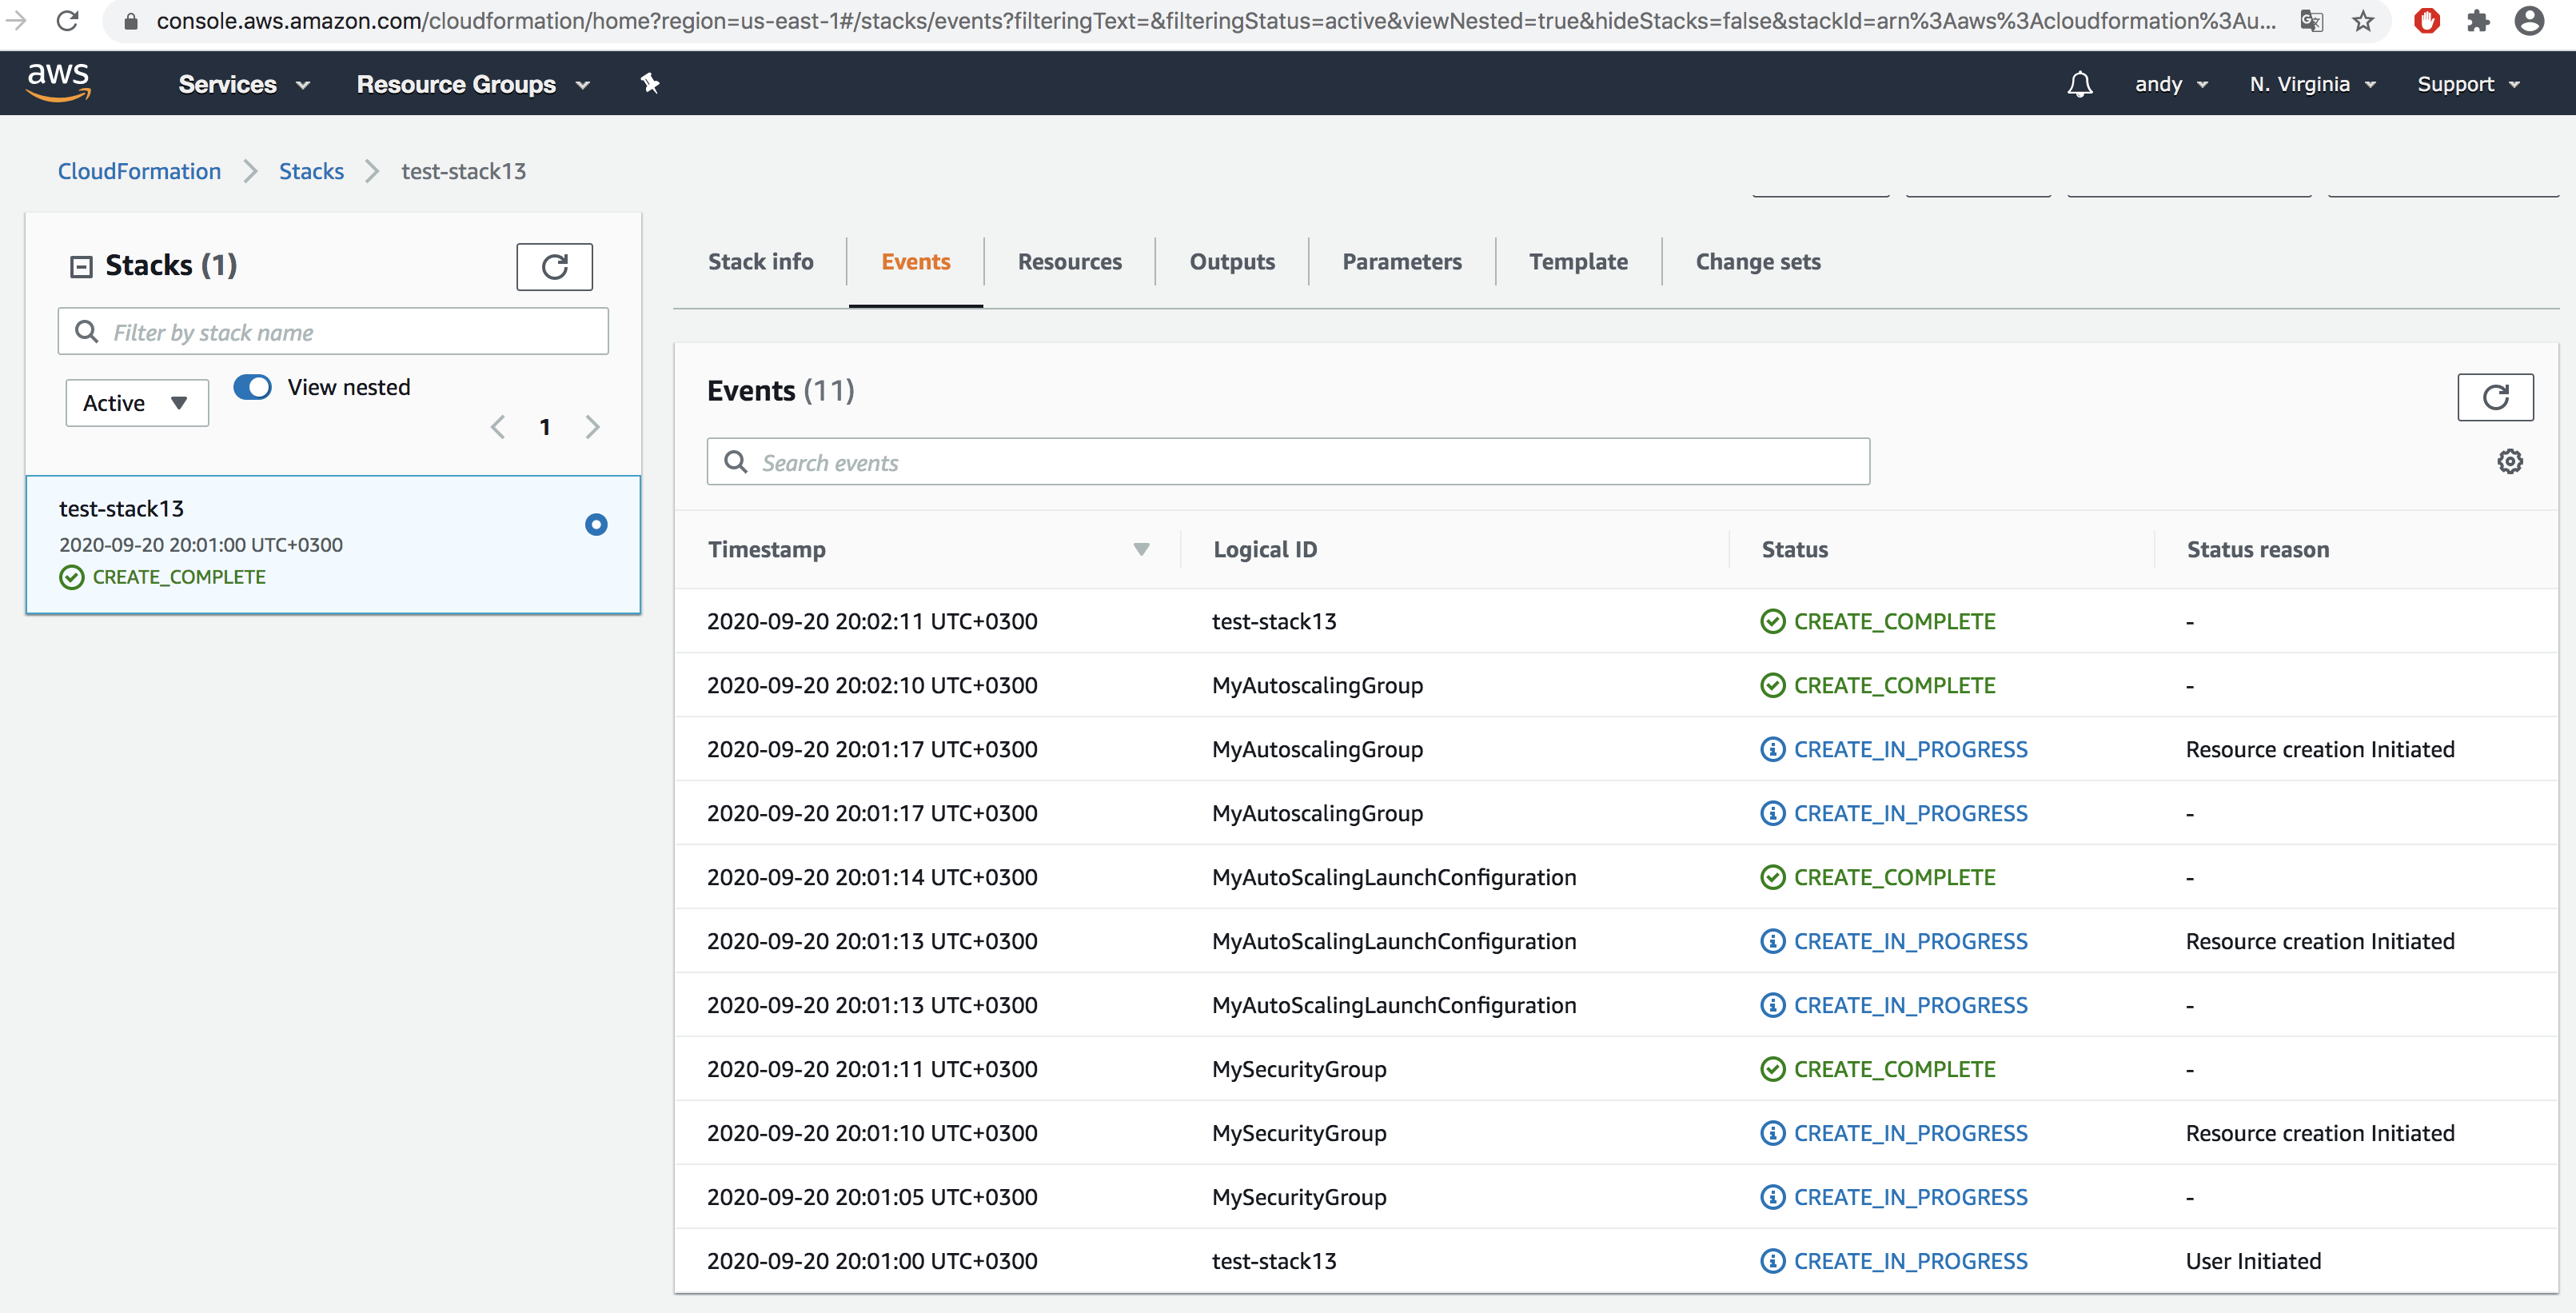 console.aws.amazon.com/cloudformation/home?region=us-east-1#/stacks/events?filteringText=&filteringStatus=active&viewNested=true&hideStacks=false&stackId=arn%3Aaws%3Acloudformation%3Au...
aws Services Resource Groups andy N. Virginia Support
CloudFormation Stacks test-stack13
Stacks (1)
Filter by stack name
Active View nested
1
test-stack13
2020-09-20 20:01:00 UTC+0300
CREATE_COMPLETE
Stack info Events Resources Outputs Parameters Template Change sets
Events (11)
Search events
Timestamp Logical ID Status Status reason
2020-09-20 20:02:11 UTC+0300 test-stack13 CREATE_COMPLETE -
2020-09-20 20:02:10 UTC+0300 MyAutoscalingGroup CREATE_COMPLETE -
2020-09-20 20:01:17 UTC+0300 MyAutoscalingGroup CREATE_IN_PROGRESS Resource creation Initiated
2020-09-20 20:01:17 UTC+0300 MyAutoscalingGroup CREATE_IN_PROGRESS -
2020-09-20 20:01:14 UTC+0300 MyAutoScalingLaunchConfiguration CREATE_COMPLETE -
2020-09-20 20:01:13 UTC+0300 MyAutoScalingLaunchConfiguration CREATE_IN_PROGRESS Resource creation Initiated
2020-09-20 20:01:13 UTC+0300 MyAutoScalingLaunchConfiguration CREATE_IN_PROGRESS -
2020-09-20 20:01:11 UTC+0300 MySecurityGroup CREATE_COMPLETE -
2020-09-20 20:01:10 UTC+0300 MySecurityGroup CREATE_IN_PROGRESS Resource creation Initiated
2020-09-20 20:01:05 UTC+0300 MySecurityGroup CREATE_IN_PROGRESS -
2020-09-20 20:01:00 UTC+0300 test-stack13 CREATE_IN_PROGRESS User Initiated